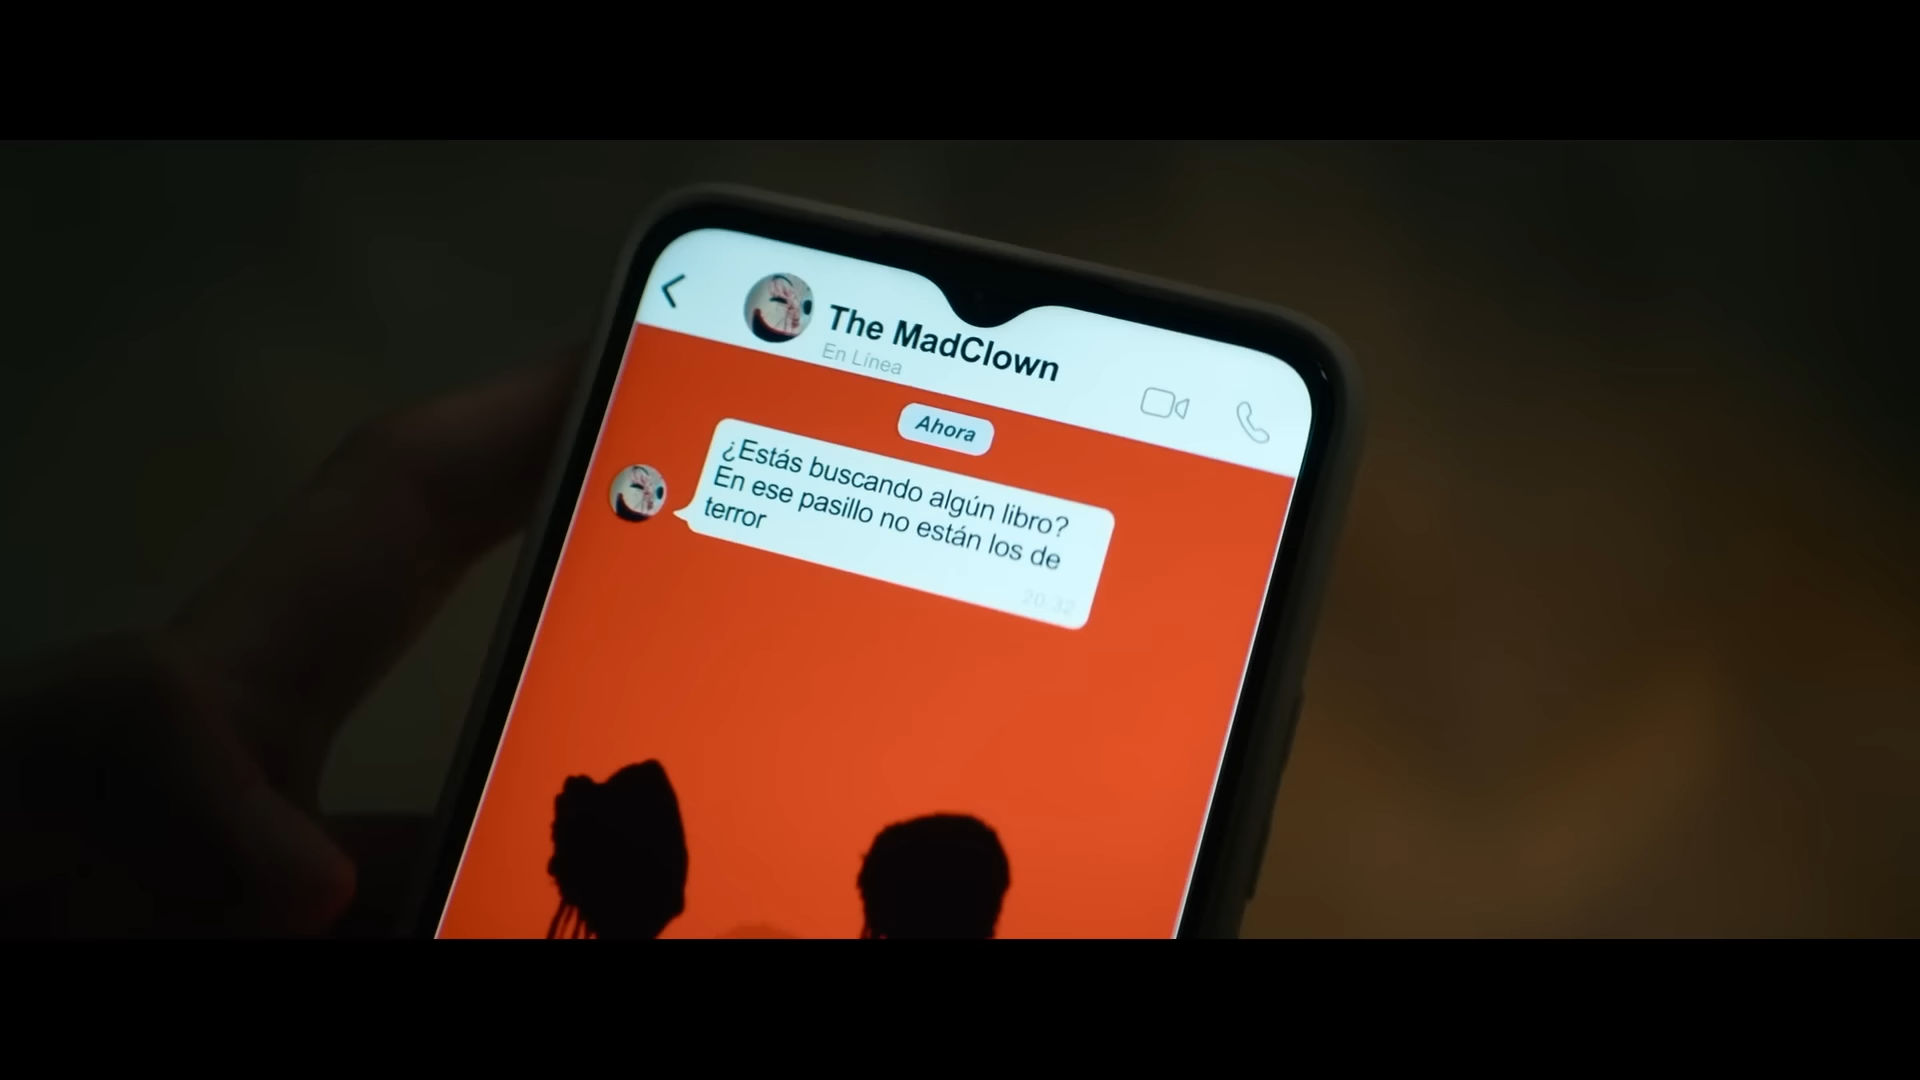 The MadClown
En Línea
Ahora
¿Estás buscando algún libro?
En ese pasillo no están los de
terror
20:32